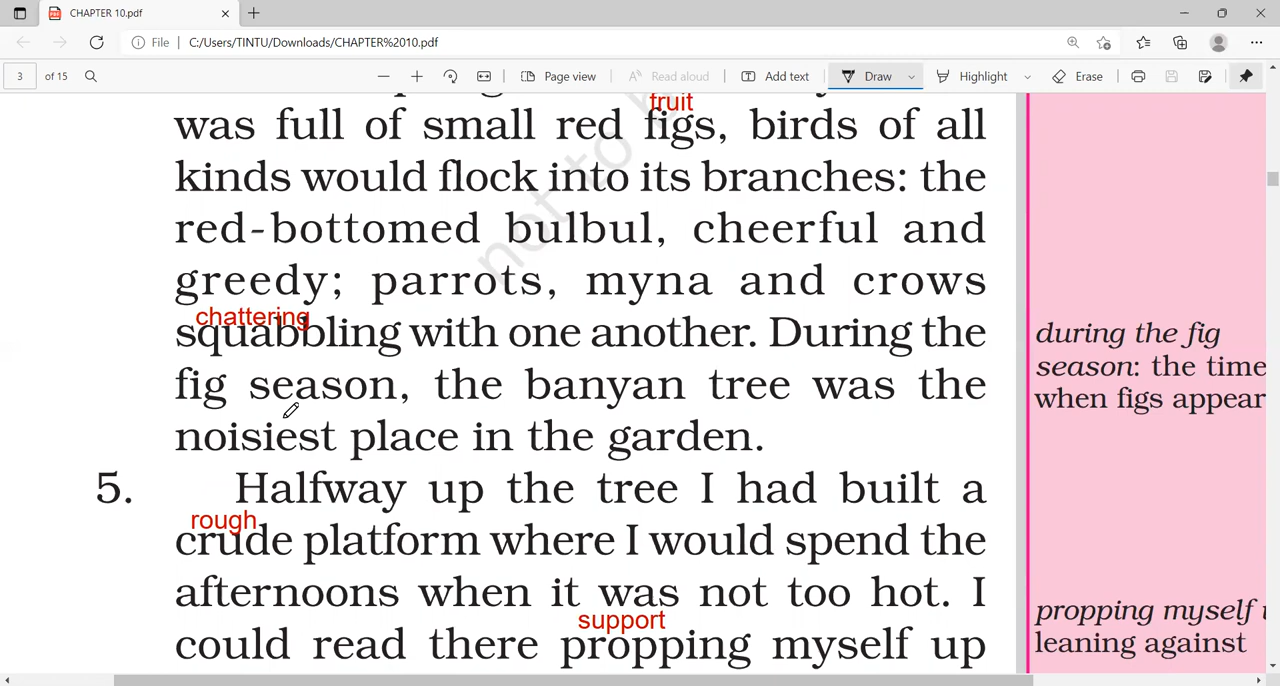 CHAPTER 10.pdf
File | C:/Users/TINTU/Downloads/CHAPTER%2010.pdf
3 of 15 Page view Read aloud Add text Draw Highlight Erase
fruit
was full of small red figs, birds of all
kinds would flock into its branches: the
red-bottomed bulbul, cheerful and
greedy; parrots, myna and crows
chattering
squabbling with one another. During the
fig season, the banyan tree was the
noisiest place in the garden.
5. Halfway up the tree I had built a
rough
crude platform where I would spend the
afternoons when it was not too hot. I
support
could read there propping myself up
during the fig
season: the time
when figs appear
propping myself
leaning against
not to